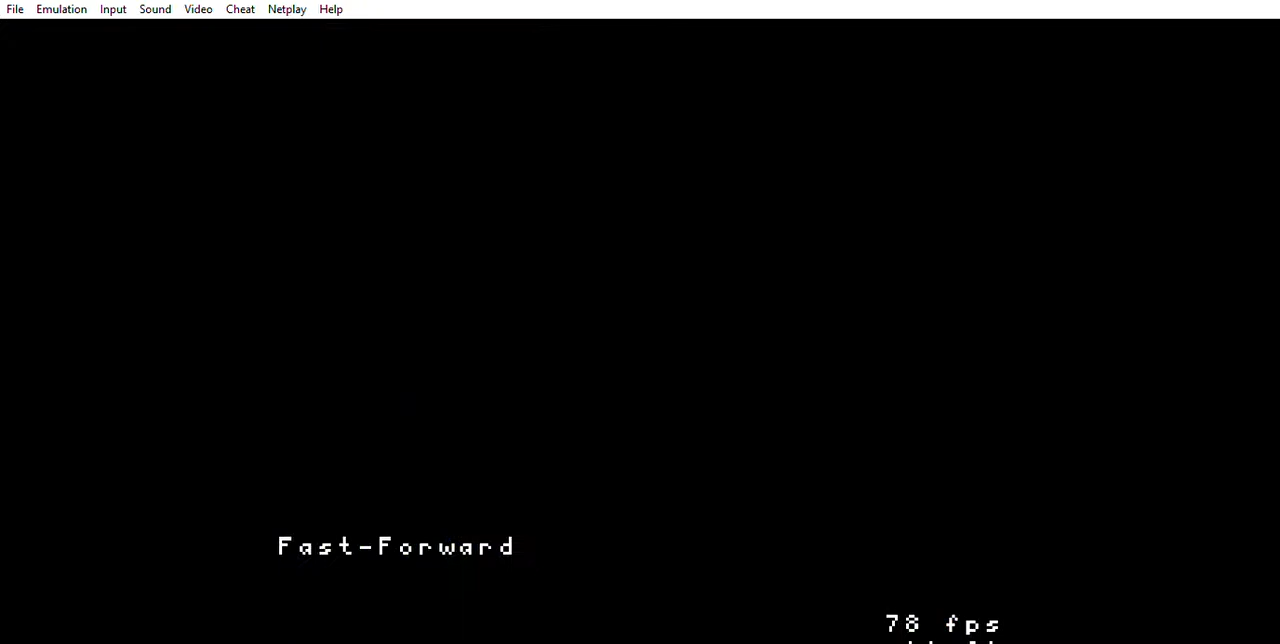 File Emulation Input Sound Video Cheat Netplay Help
Fast-Forward
78 fps